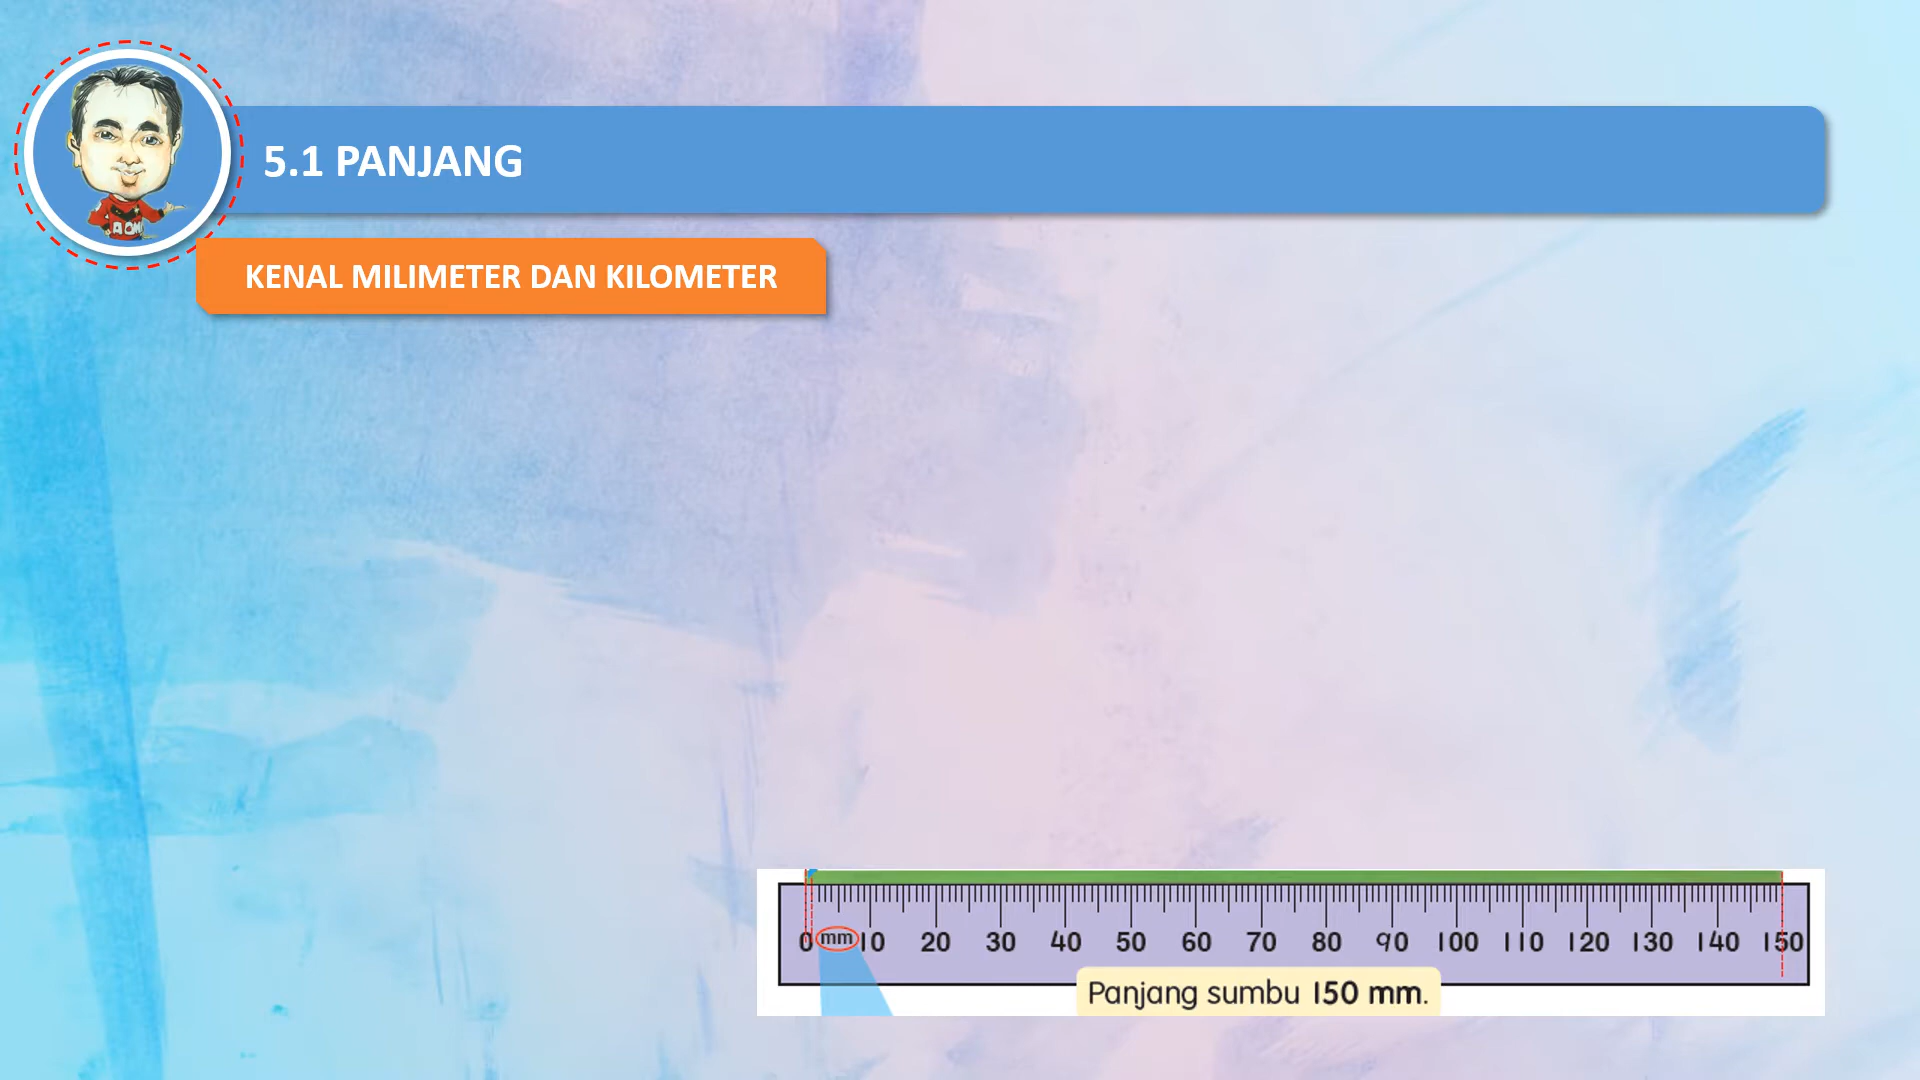 5.1 PANJANG
KENAL MILIMETER DAN KILOMETER
0 mm 10 20 30 40 50 60 70 80 90 100 110 120 130 140 150
Panjang sumbu 150 mm.